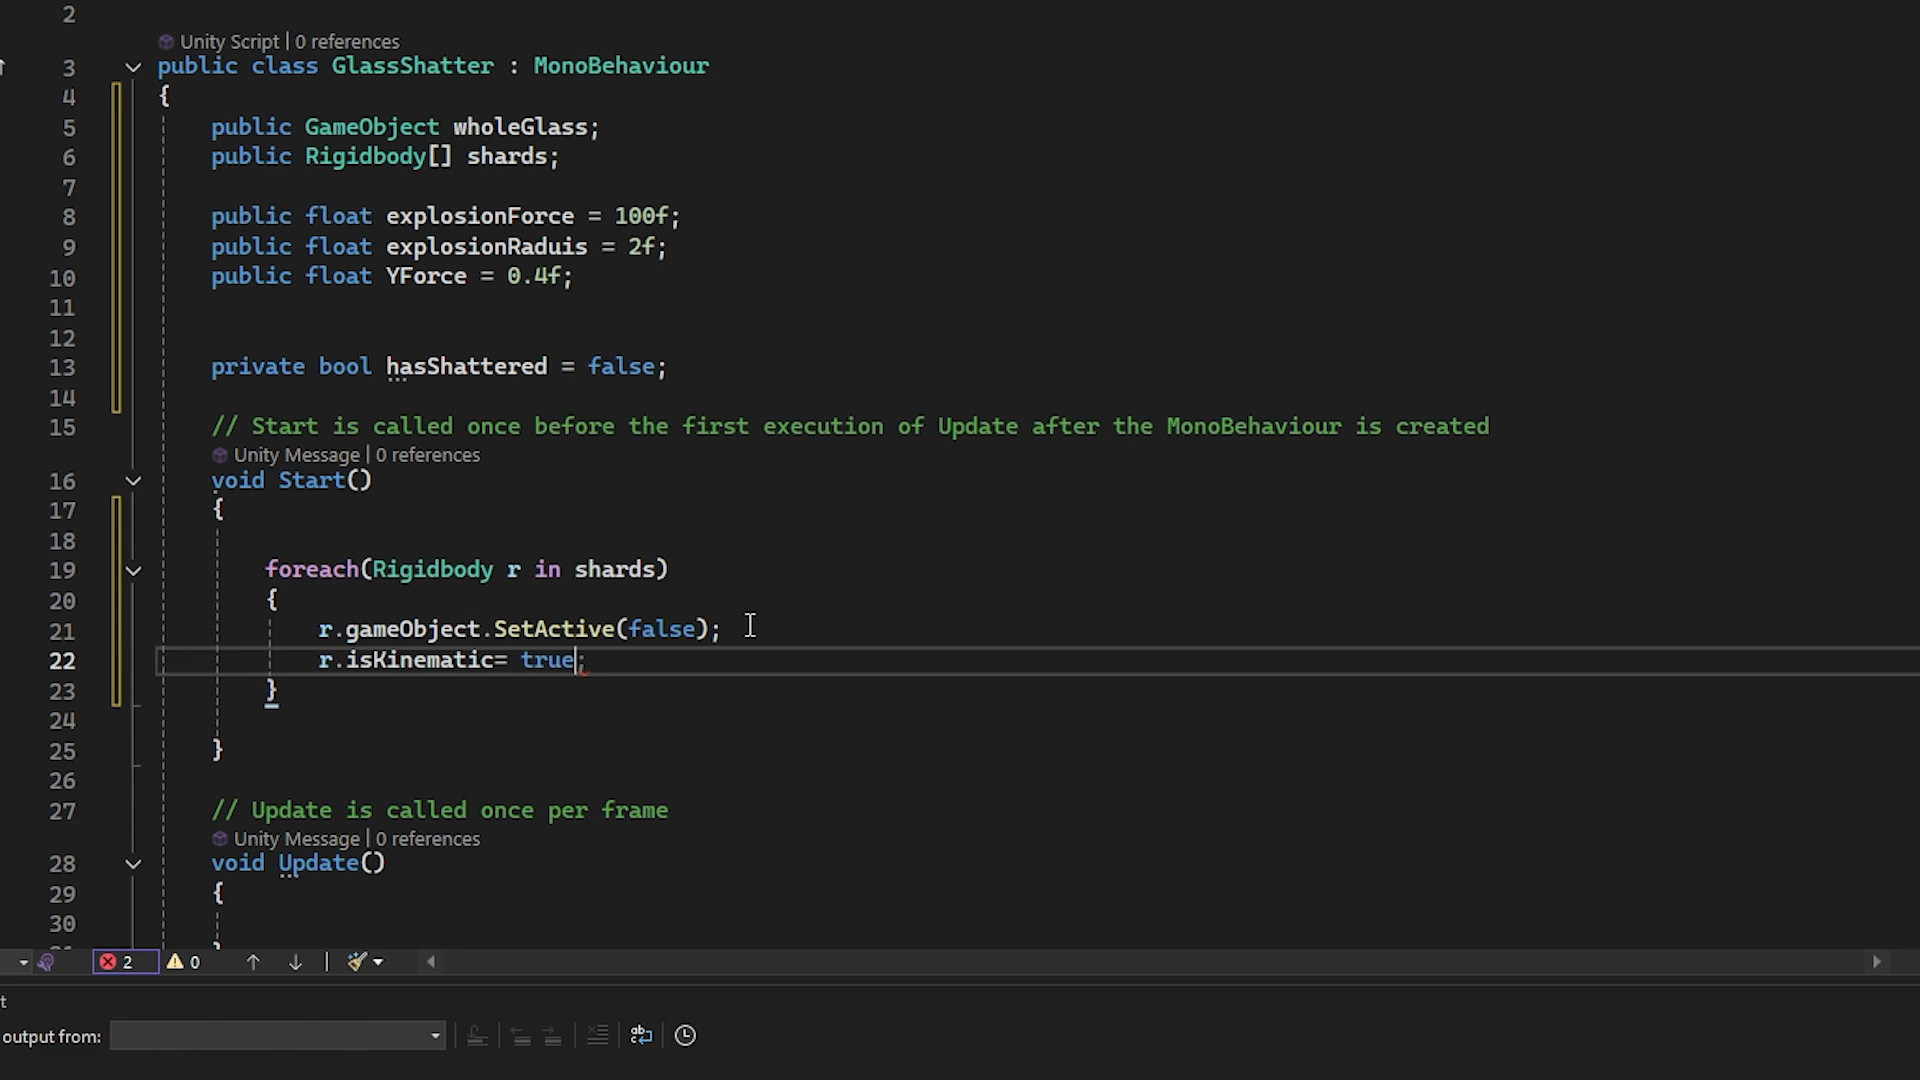 2
Unity Script | 0 references
3 public class GlassShatter : MonoBehaviour
4 {
5 public GameObject wholeGlass;
6 public Rigidbody[] shards;
7
8 public float explosionForce = 100f;
9 public float explosionRaduis = 2f;
10 public float YForce = 0.4f;
11
12
13 private bool hasShattered = false;
14
15 // Start is called once before the first execution of Update after the MonoBehaviour is created
Unity Message | 0 references
16 void Start()
17 {
18
19 foreach(Rigidbody r in shards)
20 {
21 r.gameObject.SetActive(false);
22 r.isKinematic= true;
23 }
24
25 }
26
27 // Update is called once per frame
Unity Message | 0 references
28 void Update()
29 {
30
2 0
t
output from: